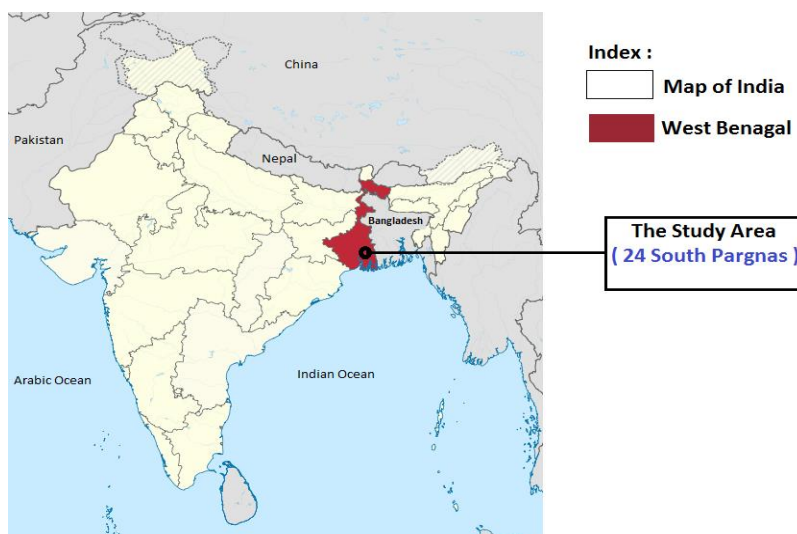 China
Pakistan
Nepal
Bangladesh
Arabic Ocean
Indian Ocean
Index :
Map of India
West Benagal
The Study Area
( 24 South Pargnas )